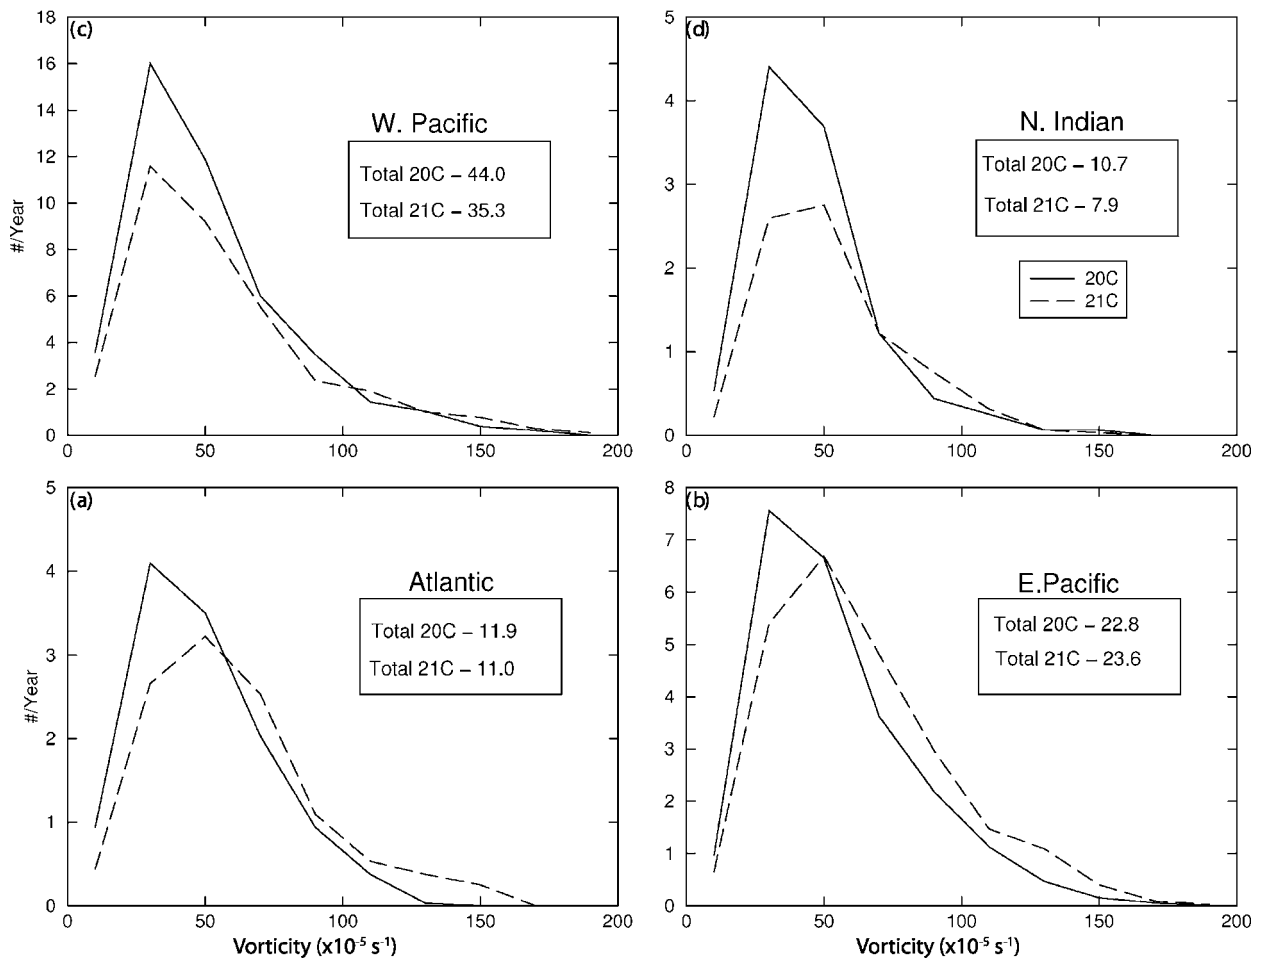 (c)
18
16
14
12
10
8
6
4
2
0
#/Year
W. Pacific
Total 20C – 44.0
Total 21C – 35.3
0 50 100 150 200
(d)
5
4
3
2
1
0
N. Indian
Total 20C – 10.7
Total 21C – 7.9
20C
21C
0 50 100 150 200
(a)
5
4
3
2
1
0
#/Year
Atlantic
Total 20C – 11.9
Total 21C – 11.0
0 50 100 150 200
Vorticity (x10⁻⁵ s⁻¹)
(b)
8
7
6
5
4
3
2
1
0
E.Pacific
Total 20C – 22.8
Total 21C – 23.6
0 50 100 150 200
Vorticity (x10⁻⁵ s⁻¹)